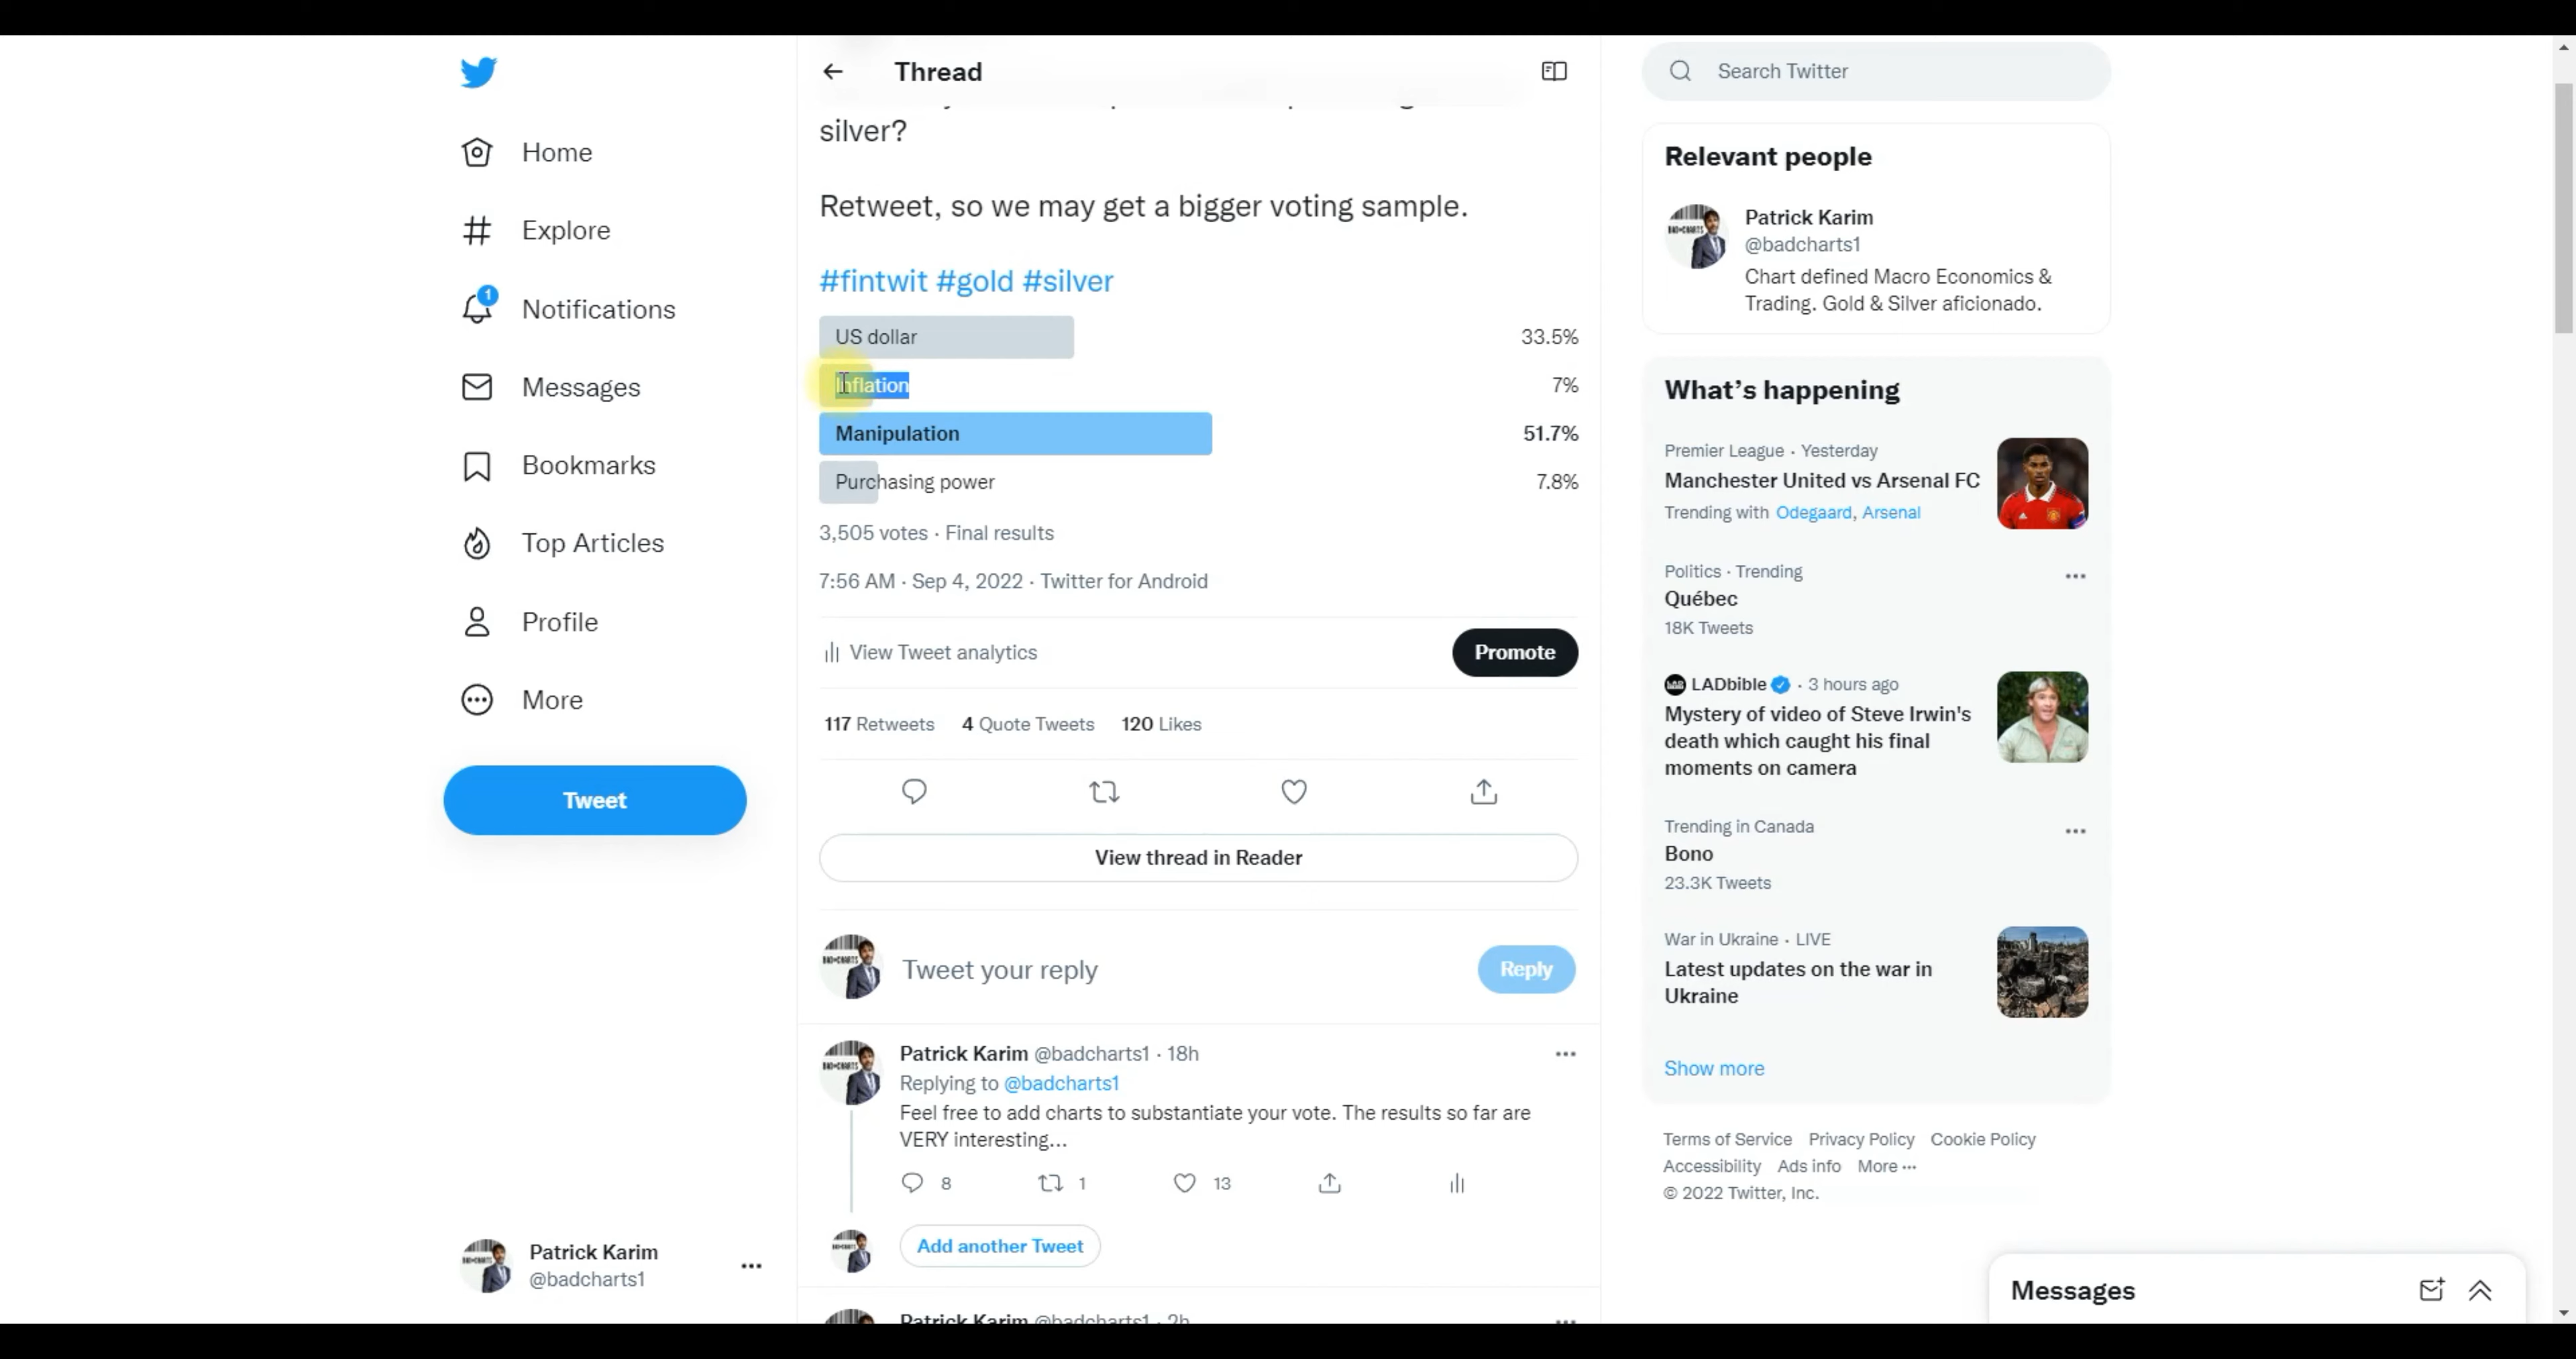 Home
Explore
1
Notifications
Messages
Bookmarks
Top Articles
Profile
More
Tweet
Patrick Karim
@badcharts1
Thread
silver?
Retweet, so we may get a bigger voting sample.
#fintwit #gold #silver
US dollar 33.5%
Inflation 7%
Manipulation 51.7%
Purchasing power 7.8%
3,505 votes · Final results
7:56 AM · Sep 4, 2022 · Twitter for Android
View Tweet analytics
Promote
117 Retweets 4 Quote Tweets 120 Likes
View thread in Reader
Tweet your reply
Reply
Patrick Karim @badcharts1 · 18h
Replying to @badcharts1
Feel free to add charts to substantiate your vote. The results so far are
VERY interesting...
8 1 13
Add another Tweet
Patrick Karim @badcharts1 · 2h
Search Twitter
Relevant people
Patrick Karim
@badcharts1
Chart defined Macro Economics &
Trading. Gold & Silver aficionado.
What's happening
Premier League · Yesterday
Manchester United vs Arsenal FC
Trending with Odegaard, Arsenal
Politics · Trending
Québec
18K Tweets
LADbible · 3 hours ago
Mystery of video of Steve Irwin's
death which caught his final
moments on camera
Trending in Canada
Bono
23.3K Tweets
War in Ukraine · LIVE
Latest updates on the war in
Ukraine
Show more
Terms of Service Privacy Policy Cookie Policy
Accessibility Ads info More ···
© 2022 Twitter, Inc.
Messages